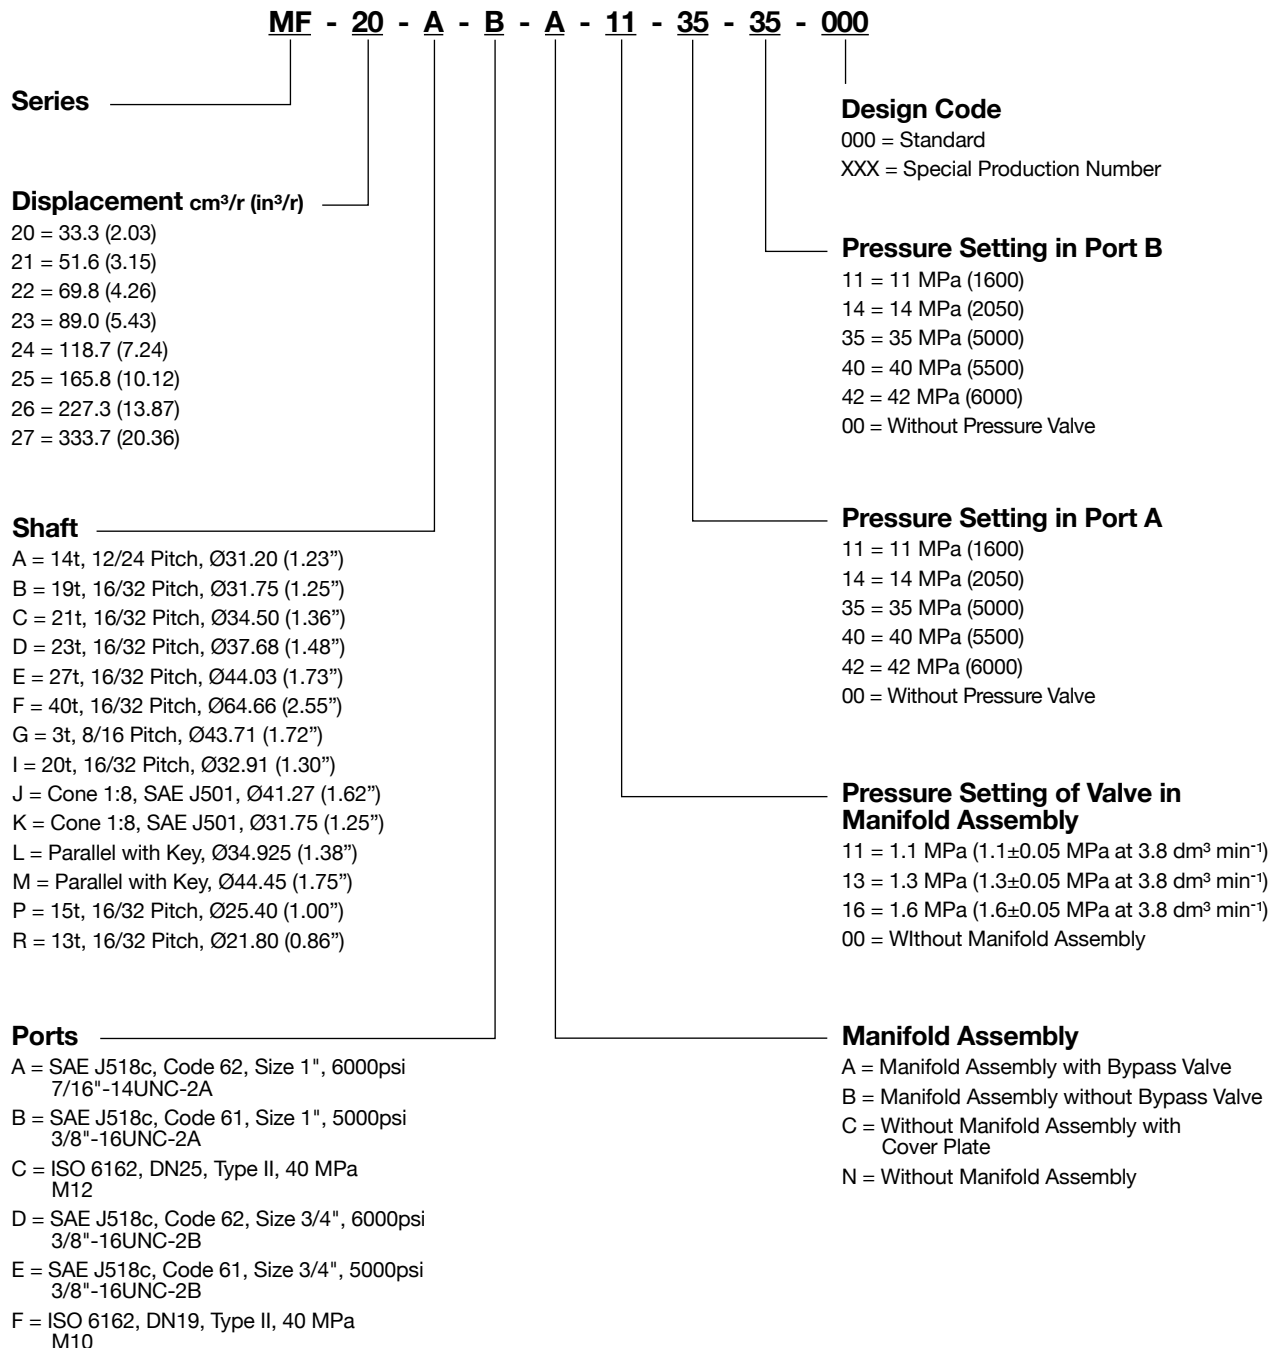 MF - 20 - A - B - A - 11 - 35 - 35 - 000
Series
Displacement cm³/r (in³/r)
20 = 33.3 (2.03)
21 = 51.6 (3.15)
22 = 69.8 (4.26)
23 = 89.0 (5.43)
24 = 118.7 (7.24)
25 = 165.8 (10.12)
26 = 227.3 (13.87)
27 = 333.7 (20.36)
Shaft
A = 14t, 12/24 Pitch, Ø31.20 (1.23”)
B = 19t, 16/32 Pitch, Ø31.75 (1.25”)
C = 21t, 16/32 Pitch, Ø34.50 (1.36”)
D = 23t, 16/32 Pitch, Ø37.68 (1.48”)
E = 27t, 16/32 Pitch, Ø44.03 (1.73”)
F = 40t, 16/32 Pitch, Ø64.66 (2.55”)
G = 3t, 8/16 Pitch, Ø43.71 (1.72”)
I = 20t, 16/32 Pitch, Ø32.91 (1.30”)
J = Cone 1:8, SAE J501, Ø41.27 (1.62”)
K = Cone 1:8, SAE J501, Ø31.75 (1.25”)
L = Parallel with Key, Ø34.925 (1.38”)
M = Parallel with Key, Ø44.45 (1.75”)
P = 15t, 16/32 Pitch, Ø25.40 (1.00”)
R = 13t, 16/32 Pitch, Ø21.80 (0.86”)
Ports
A = SAE J518c, Code 62, Size 1", 6000psi
7/16"-14UNC-2A
B = SAE J518c, Code 61, Size 1", 5000psi
3/8"-16UNC-2A
C = ISO 6162, DN25, Type II, 40 MPa
M12
D = SAE J518c, Code 62, Size 3/4", 6000psi
3/8"-16UNC-2B
E = SAE J518c, Code 61, Size 3/4", 5000psi
3/8"-16UNC-2B
F = ISO 6162, DN19, Type II, 40 MPa
M10
Design Code
000 = Standard
XXX = Special Production Number
Pressure Setting in Port B
11 = 11 MPa (1600)
14 = 14 MPa (2050)
35 = 35 MPa (5000)
40 = 40 MPa (5500)
42 = 42 MPa (6000)
00 = Without Pressure Valve
Pressure Setting in Port A
11 = 11 MPa (1600)
14 = 14 MPa (2050)
35 = 35 MPa (5000)
40 = 40 MPa (5500)
42 = 42 MPa (6000)
00 = Without Pressure Valve
Pressure Setting of Valve in
Manifold Assembly
11 = 1.1 MPa (1.1±0.05 MPa at 3.8 dm³ min⁻¹)
13 = 1.3 MPa (1.3±0.05 MPa at 3.8 dm³ min⁻¹)
16 = 1.6 MPa (1.6±0.05 MPa at 3.8 dm³ min⁻¹)
00 = WIthout Manifold Assembly
Manifold Assembly
A = Manifold Assembly with Bypass Valve
B = Manifold Assembly without Bypass Valve
C = Without Manifold Assembly with
Cover Plate
N = Without Manifold Assembly